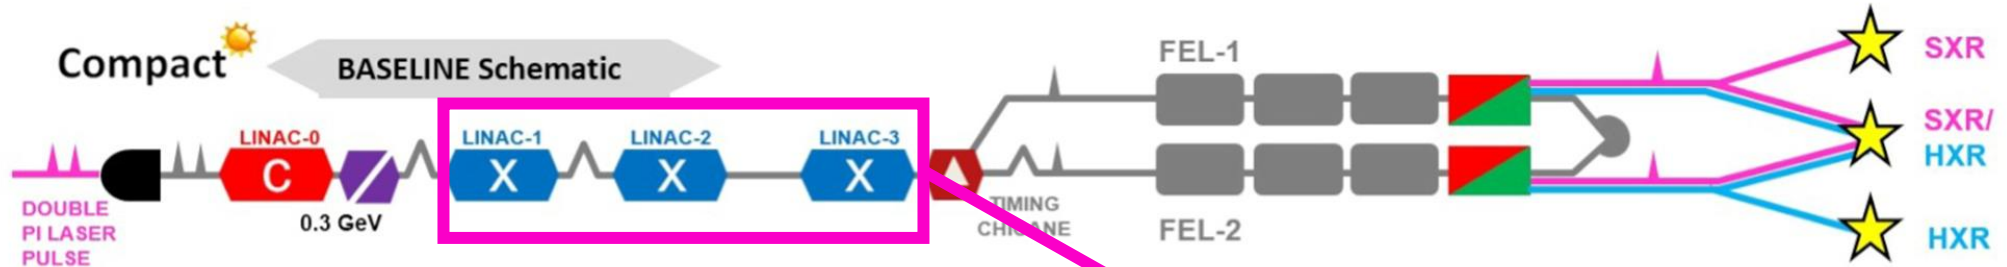 Compact
BASELINE Schematic
FEL-1
SXR
LINAC-0
LINAC-1
LINAC-2
LINAC-3
SXR/
HXR
C
X
X
X
DOUBLE
PI LASER
PULSE
0.3 GeV
TIMING
CHICANE
FEL-2
HXR